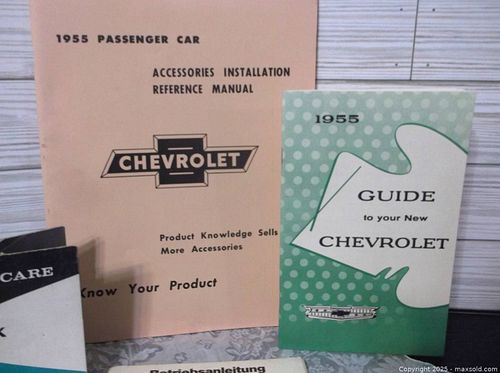 1955 PASSENGER CAR
ACCESSORIES INSTALLATION
REFERENCE MANUAL
CHEVROLET
Product Knowledge Sells
More Accessories
Know Your Product
1955
GUIDE
to your New
CHEVROLET
CARE
K
Betriebsanleitung
Copyright 2025 - maxsold.com